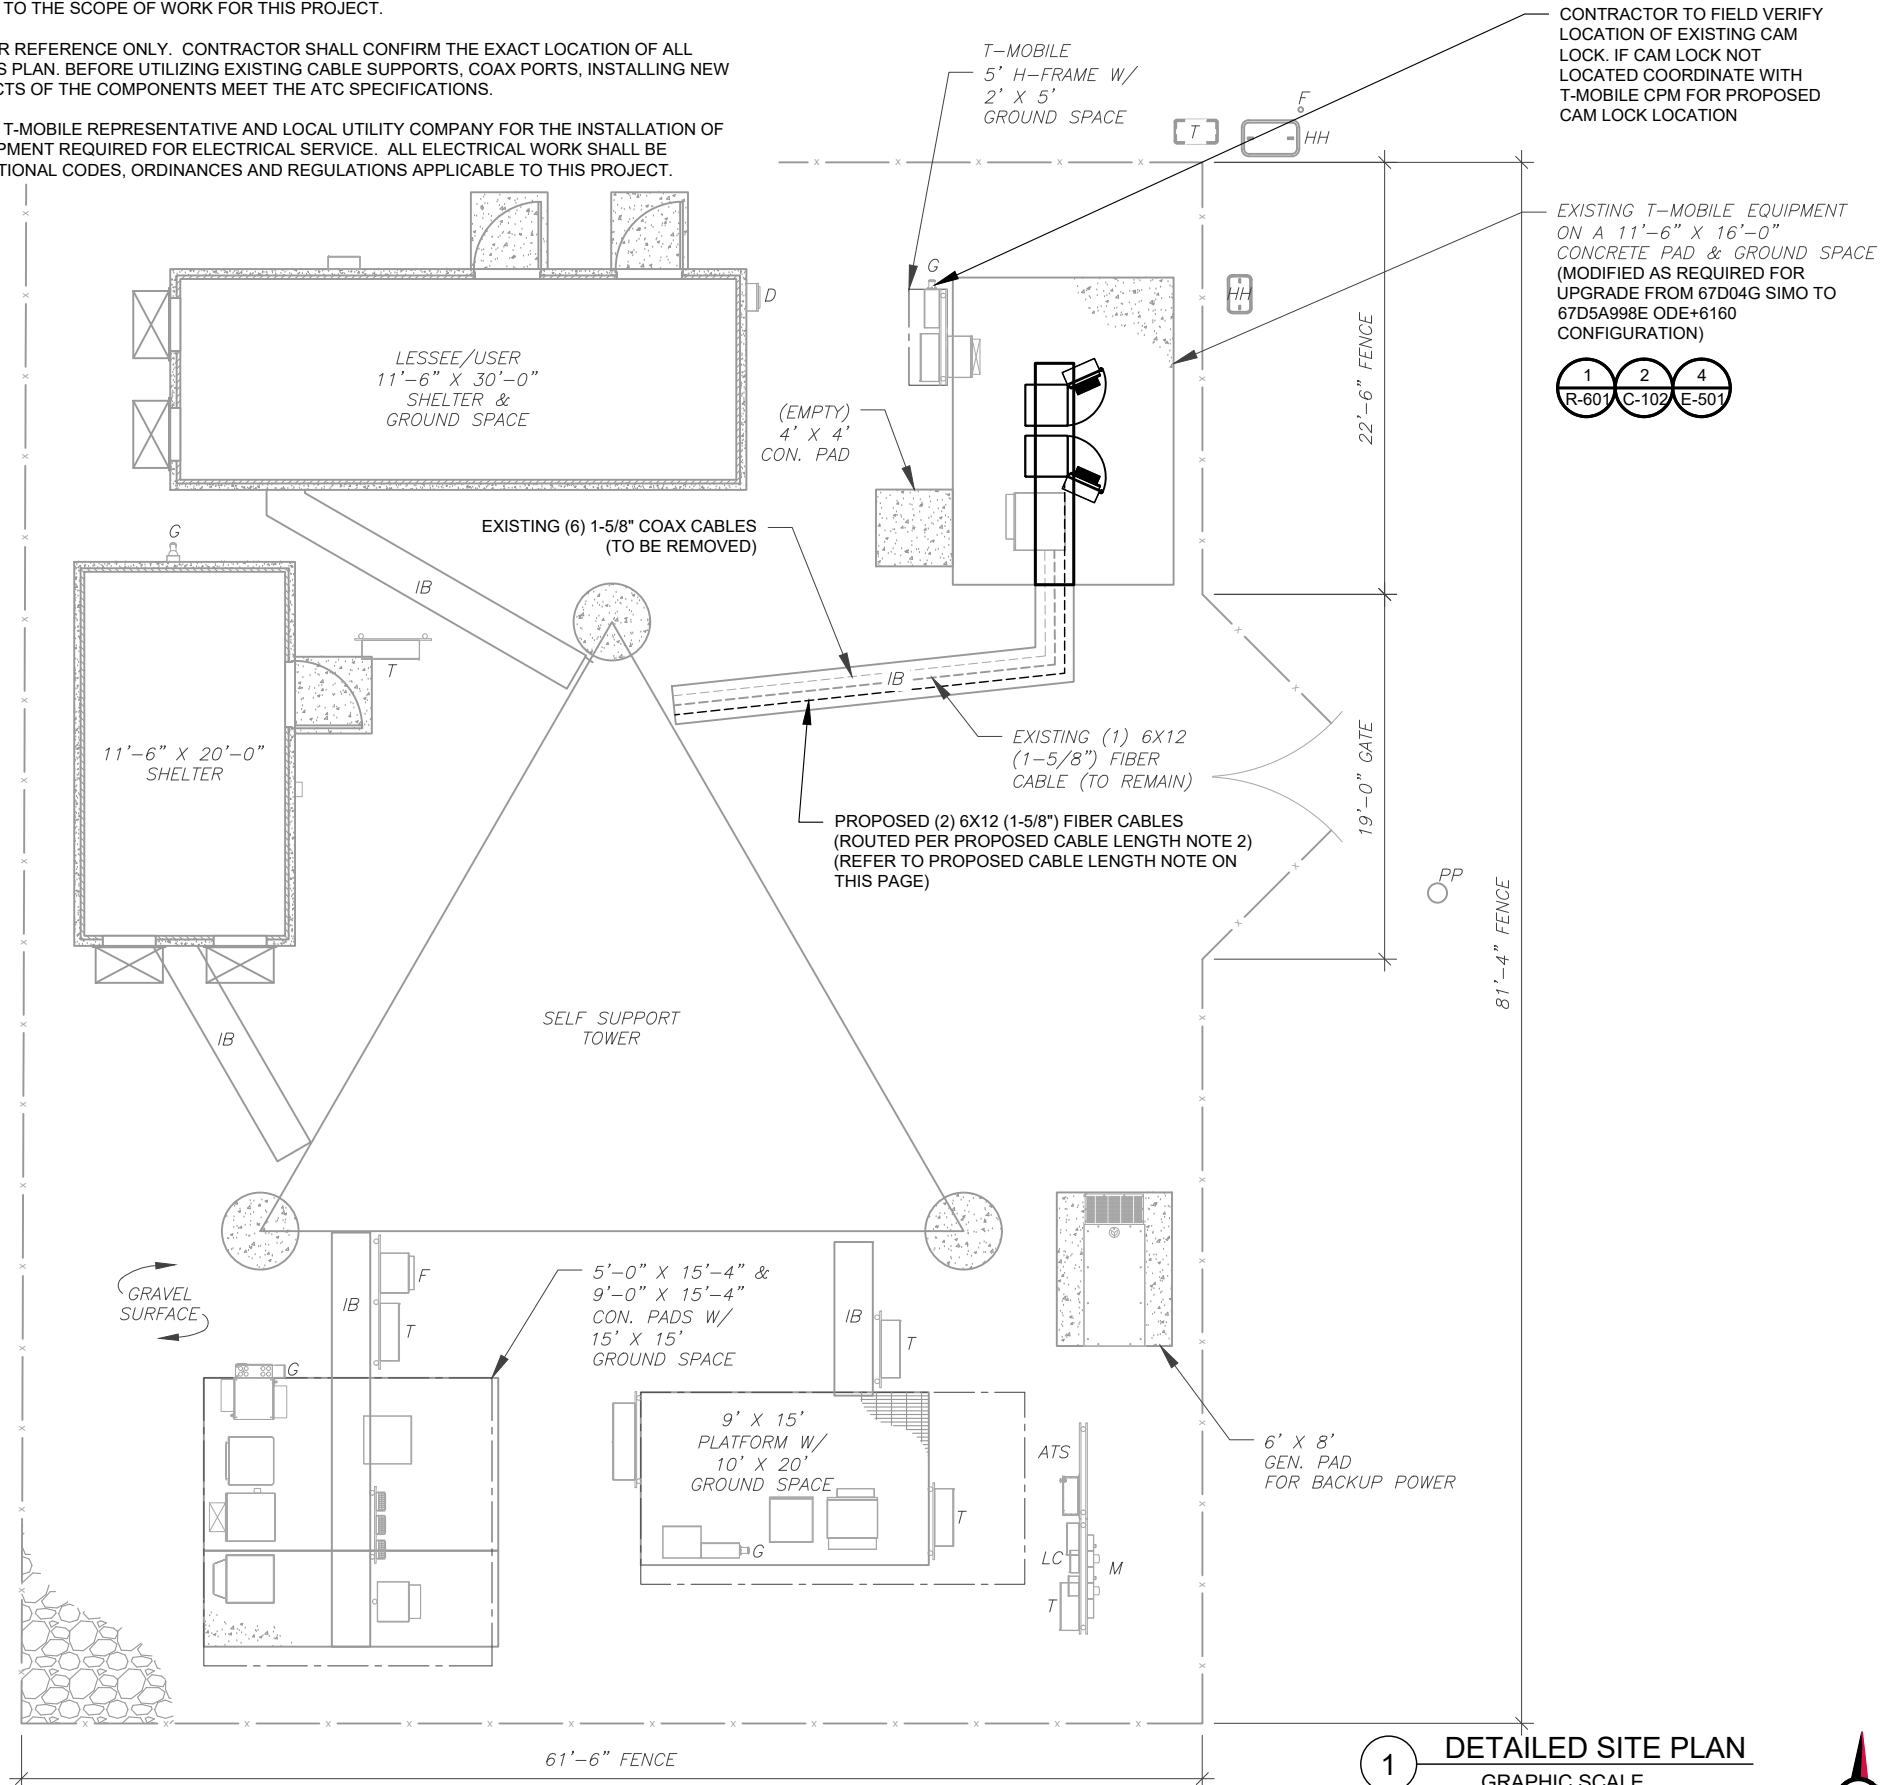 TO THE SCOPE OF WORK FOR THIS PROJECT.
R REFERENCE ONLY. CONTRACTOR SHALL CONFIRM THE EXACT LOCATION OF ALL
S PLAN. BEFORE UTILIZING EXISTING CABLE SUPPORTS, COAX PORTS, INSTALLING NEW
CTS OF THE COMPONENTS MEET THE ATC SPECIFICATIONS.
T-MOBILE REPRESENTATIVE AND LOCAL UTILITY COMPANY FOR THE INSTALLATION OF
PMENT REQUIRED FOR ELECTRICAL SERVICE. ALL ELECTRICAL WORK SHALL BE
TIONAL CODES, ORDINANCES AND REGULATIONS APPLICABLE TO THIS PROJECT.
T-MOBILE
5' H-FRAME W/
2' X 5'
GROUND SPACE
CONTRACTOR TO FIELD VERIFY
LOCATION OF EXISTING CAM
LOCK. IF CAM LOCK NOT
LOCATED COORDINATE WITH
T-MOBILE CPM FOR PROPOSED
CAM LOCK LOCATION
T
F
HH
EXISTING T-MOBILE EQUIPMENT
ON A 11'-6" X 16'-0"
CONCRETE PAD & GROUND SPACE
(MODIFIED AS REQUIRED FOR
UPGRADE FROM 67D04G SIMO TO
67D5A998E ODE+6160
CONFIGURATION)
1
R-601
2
C-102
4
E-501
G
D
HH
LESSEE/USER
11'-6" X 30'-0"
SHELTER &
GROUND SPACE
(EMPTY)
4' X 4'
CON. PAD
22'-6" FENCE
EXISTING (6) 1-5/8" COAX CABLES
(TO BE REMOVED)
G
IB
T
IB
11'-6" X 20'-0"
SHELTER
EXISTING (1) 6X12
(1-5/8") FIBER
CABLE (TO REMAIN)
19'-0" GATE
PROPOSED (2) 6X12 (1-5/8") FIBER CABLES
(ROUTED PER PROPOSED CABLE LENGTH NOTE 2)
(REFER TO PROPOSED CABLE LENGTH NOTE ON
THIS PAGE)
PP
81'-4" FENCE
SELF SUPPORT
TOWER
IB
GRAVEL
SURFACE
IB
F
T
G
5'-0" X 15'-4" &
9'-0" X 15'-4"
CON. PADS W/
15' X 15'
GROUND SPACE
IB
T
9' X 15'
PLATFORM W/
10' X 20'
GROUND SPACE
G
T
ATS
LC
M
T
6' X 8'
GEN. PAD
FOR BACKUP POWER
61'-6" FENCE
1
DETAILED SITE PLAN
GRAPHIC SCALE